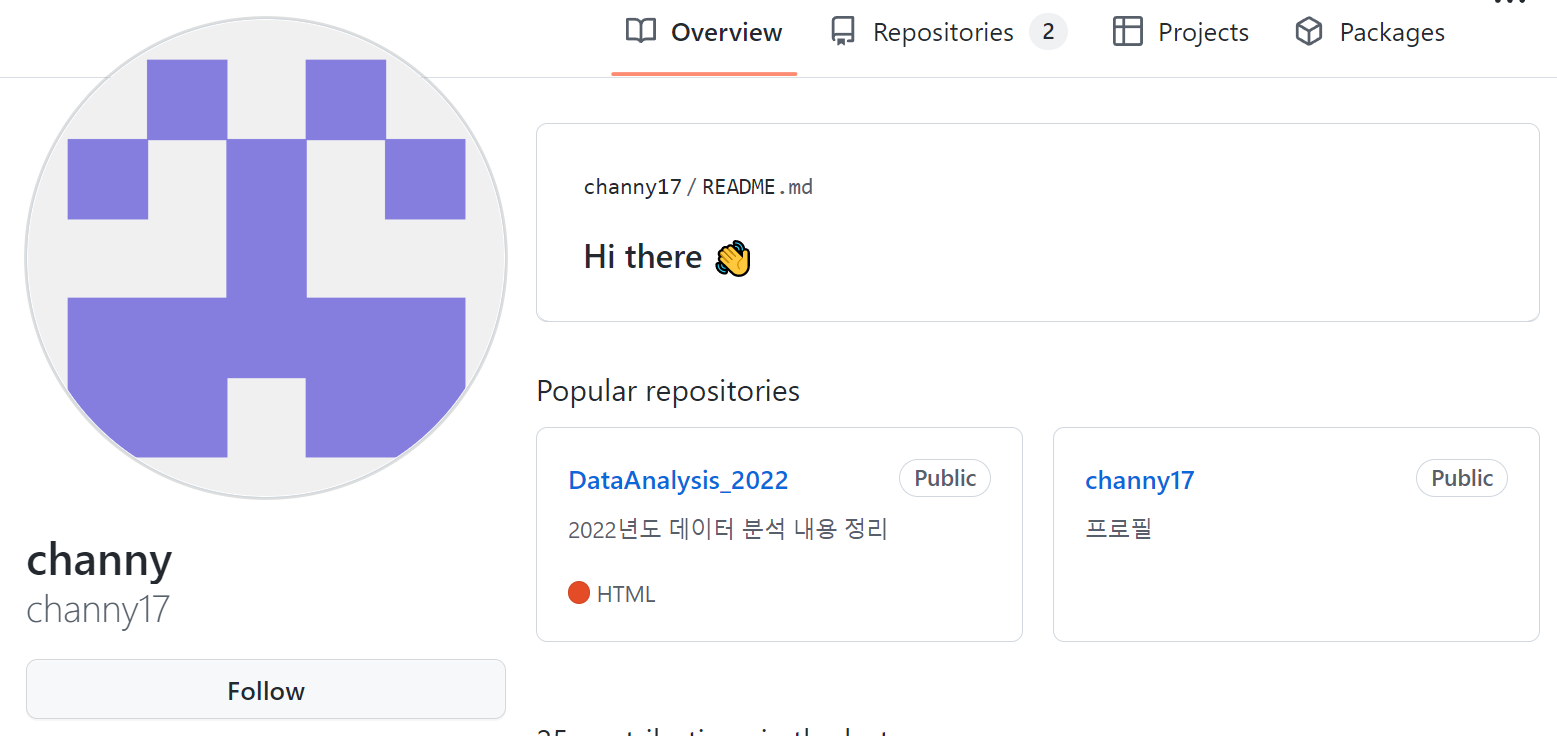 Overview
Repositories 2
Projects
Packages
channy17/README.md
Hi there 👋
Popular repositories
DataAnalysis_2022
Public
2022년도 데이터 분석 내용 정리
HTML
channy17
Public
프로필
channy
channy17
Follow